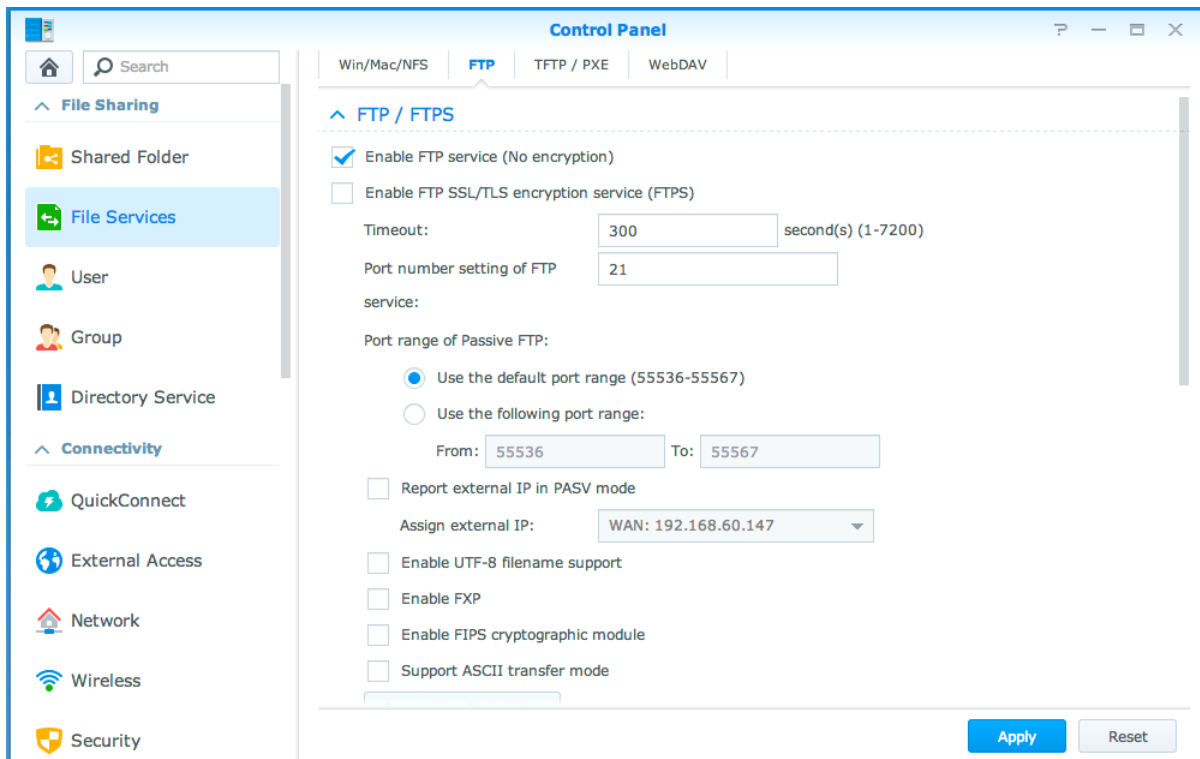 Control Panel
Search
Win/Mac/NFS FTP TFTP / PXE WebDAV
File Sharing
Shared Folder
File Services
User
Group
Directory Service
Connectivity
QuickConnect
External Access
Network
Wireless
Security
FTP / FTPS
Enable FTP service (No encryption)
Enable FTP SSL/TLS encryption service (FTPS)
Timeout: 300 second(s) (1-7200)
Port number setting of FTP 21
service:
Port range of Passive FTP:
Use the default port range (55536-55567)
Use the following port range:
From: 55536 To: 55567
Report external IP in PASV mode
Assign external IP: WAN: 192.168.60.147
Enable UTF-8 filename support
Enable FXP
Enable FIPS cryptographic module
Support ASCII transfer mode
Apply Reset